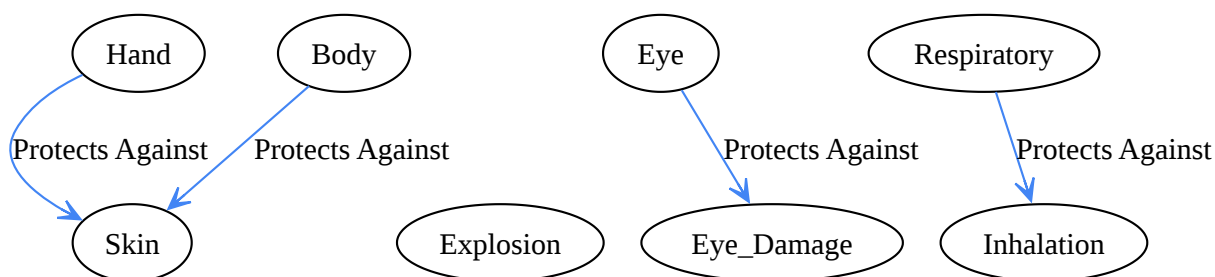 Hand
Body
Eye
Respiratory
Protects Against
Protects Against
Protects Against
Protects Against
Skin
Explosion
Eye_Damage
Inhalation